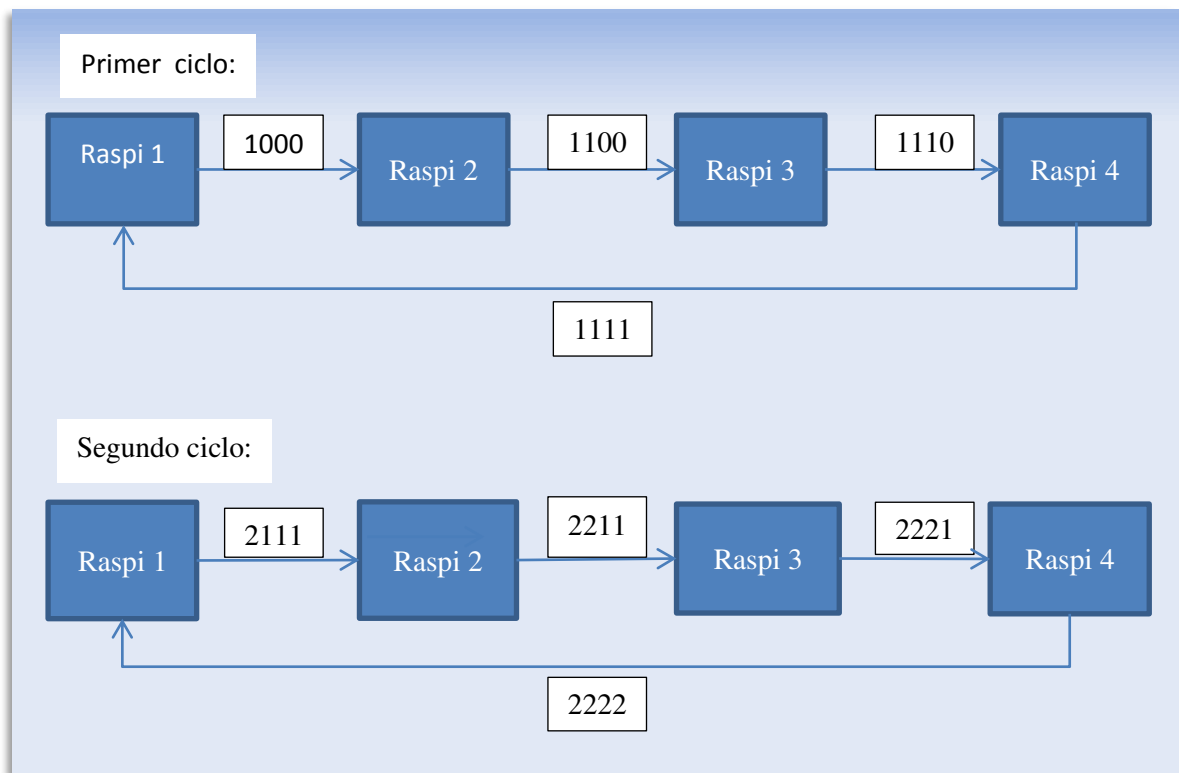 Primer ciclo:
Raspi 1
1000
Raspi 2
1100
Raspi 3
1110
Raspi 4
1111
Segundo ciclo:
Raspi 1
2111
Raspi 2
2211
Raspi 3
2221
Raspi 4
2222